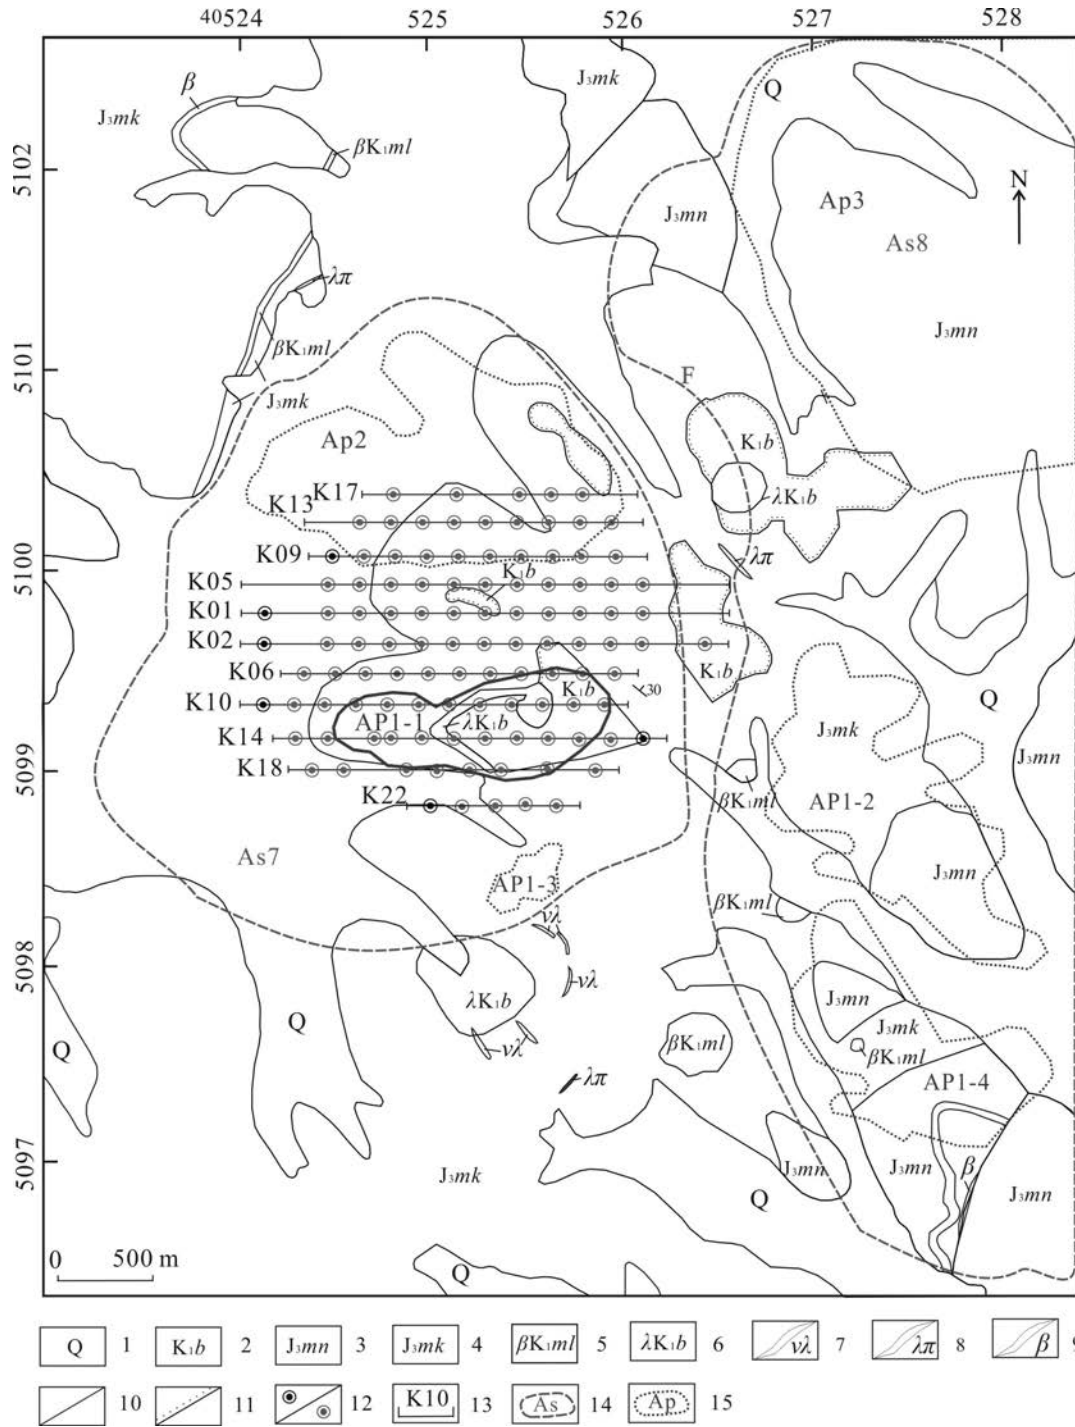 40524 525 526 527 528
β
J₃mk
J₃mk
Q
βK₁ml
5102
N
Ap3
J₃mn
As8
λπ
J₃mn
βK₁ml
5101
F
J₃mk
Ap2
K₁b
K17
λK₁b
K13
K09
λπ
5100
K₁b
K05
K01
K02
K₁b
K06
K₁b
30
Q
K10
AP1-1
λK₁b
J₃mk
K14
J₃mn
5099
K18
βK₁ml
K22
AP1-2
As7
J₃mn
AP1-3
βK₁ml
νλ
5098
νλ
J₃mn
λK₁b
Q
J₃mk
Q
νλ
βK₁ml
βK₁ml
λπ
AP1-4
5097
J₃mk
J₃mn
J₃mn
β
J₃mn
Q
0 500 m
Q
Q 1 K₁b 2 J₃mn 3 J₃mk 4 βK₁ml 5 λK₁b 6 νλ 7 λπ 8 β 9
10 11 12 K10 13 As 14 Ap 15